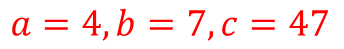 a = 4, b = 7, c = 47